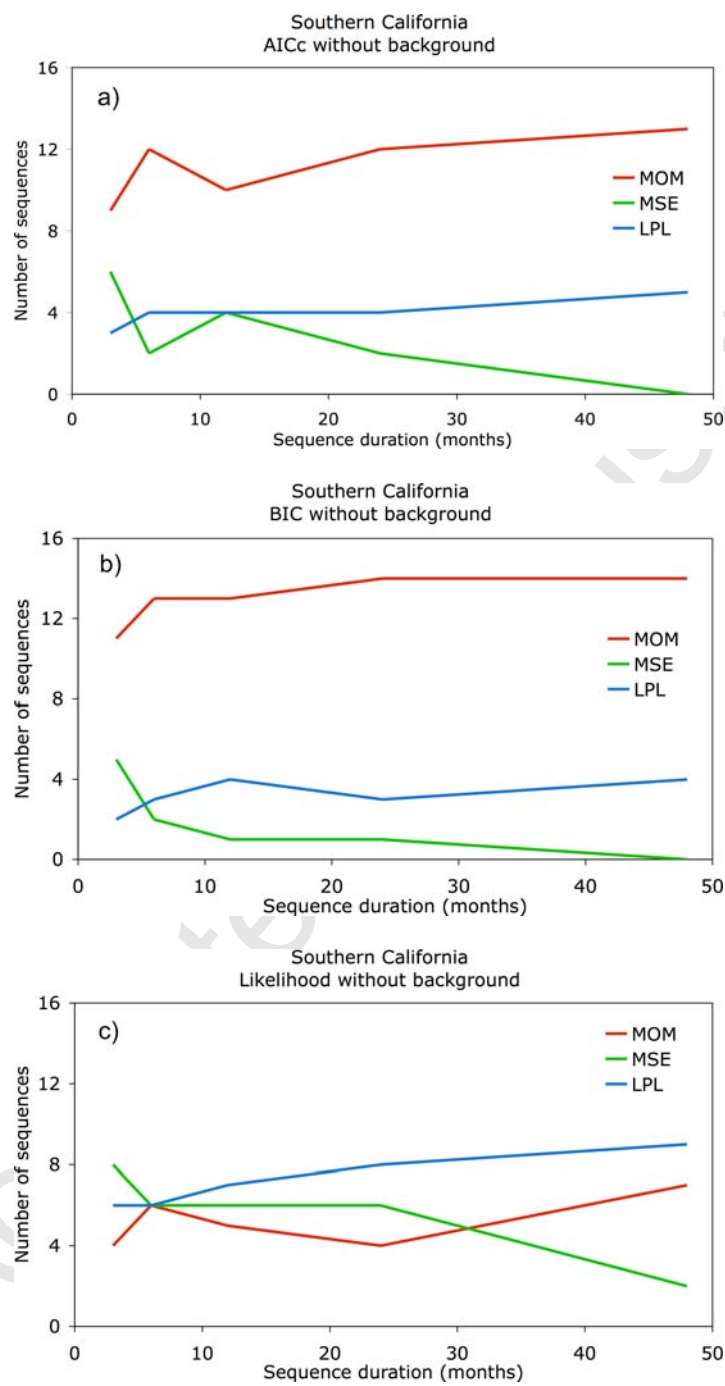 Southern California
AICc without background
a)
16
12
8
4
0
Number of sequences
MOM
MSE
LPL
0 10 20 30 40 50
Sequence duration (months)
Southern California
BIC without background
b)
16
12
8
4
0
Number of sequences
MOM
MSE
LPL
0 10 20 30 40 50
Sequence duration (months)
Southern California
Likelihood without background
c)
16
12
8
4
0
Number of sequences
MOM
MSE
LPL
0 10 20 30 40 50
Sequence duration (months)